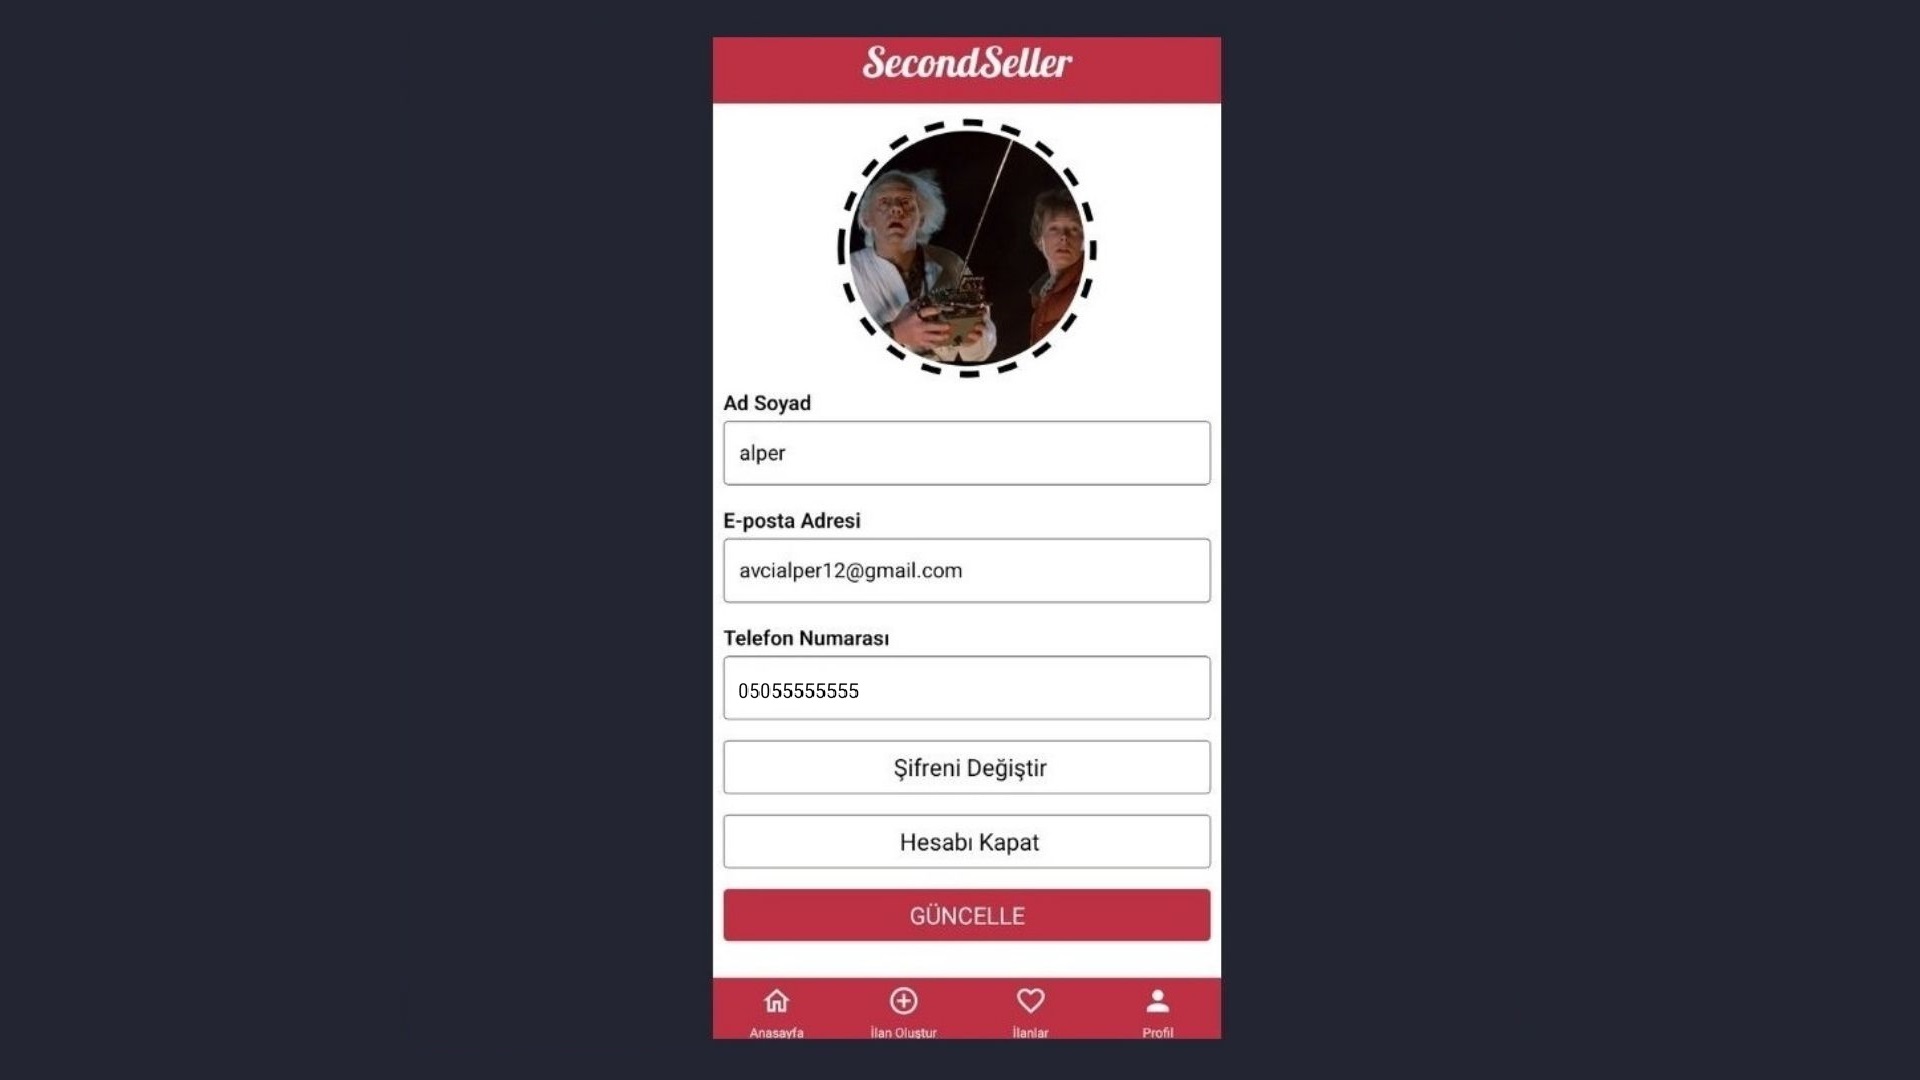 SecondSeller
Ad Soyad
alper
E-posta Adresi
avcialper12@gmail.com
Telefon Numarası
05055555555
Şifreni Değiştir
Hesabı Kapat
GÜNCELLE
Anasayfa İlan Oluştur İlanlar Profil